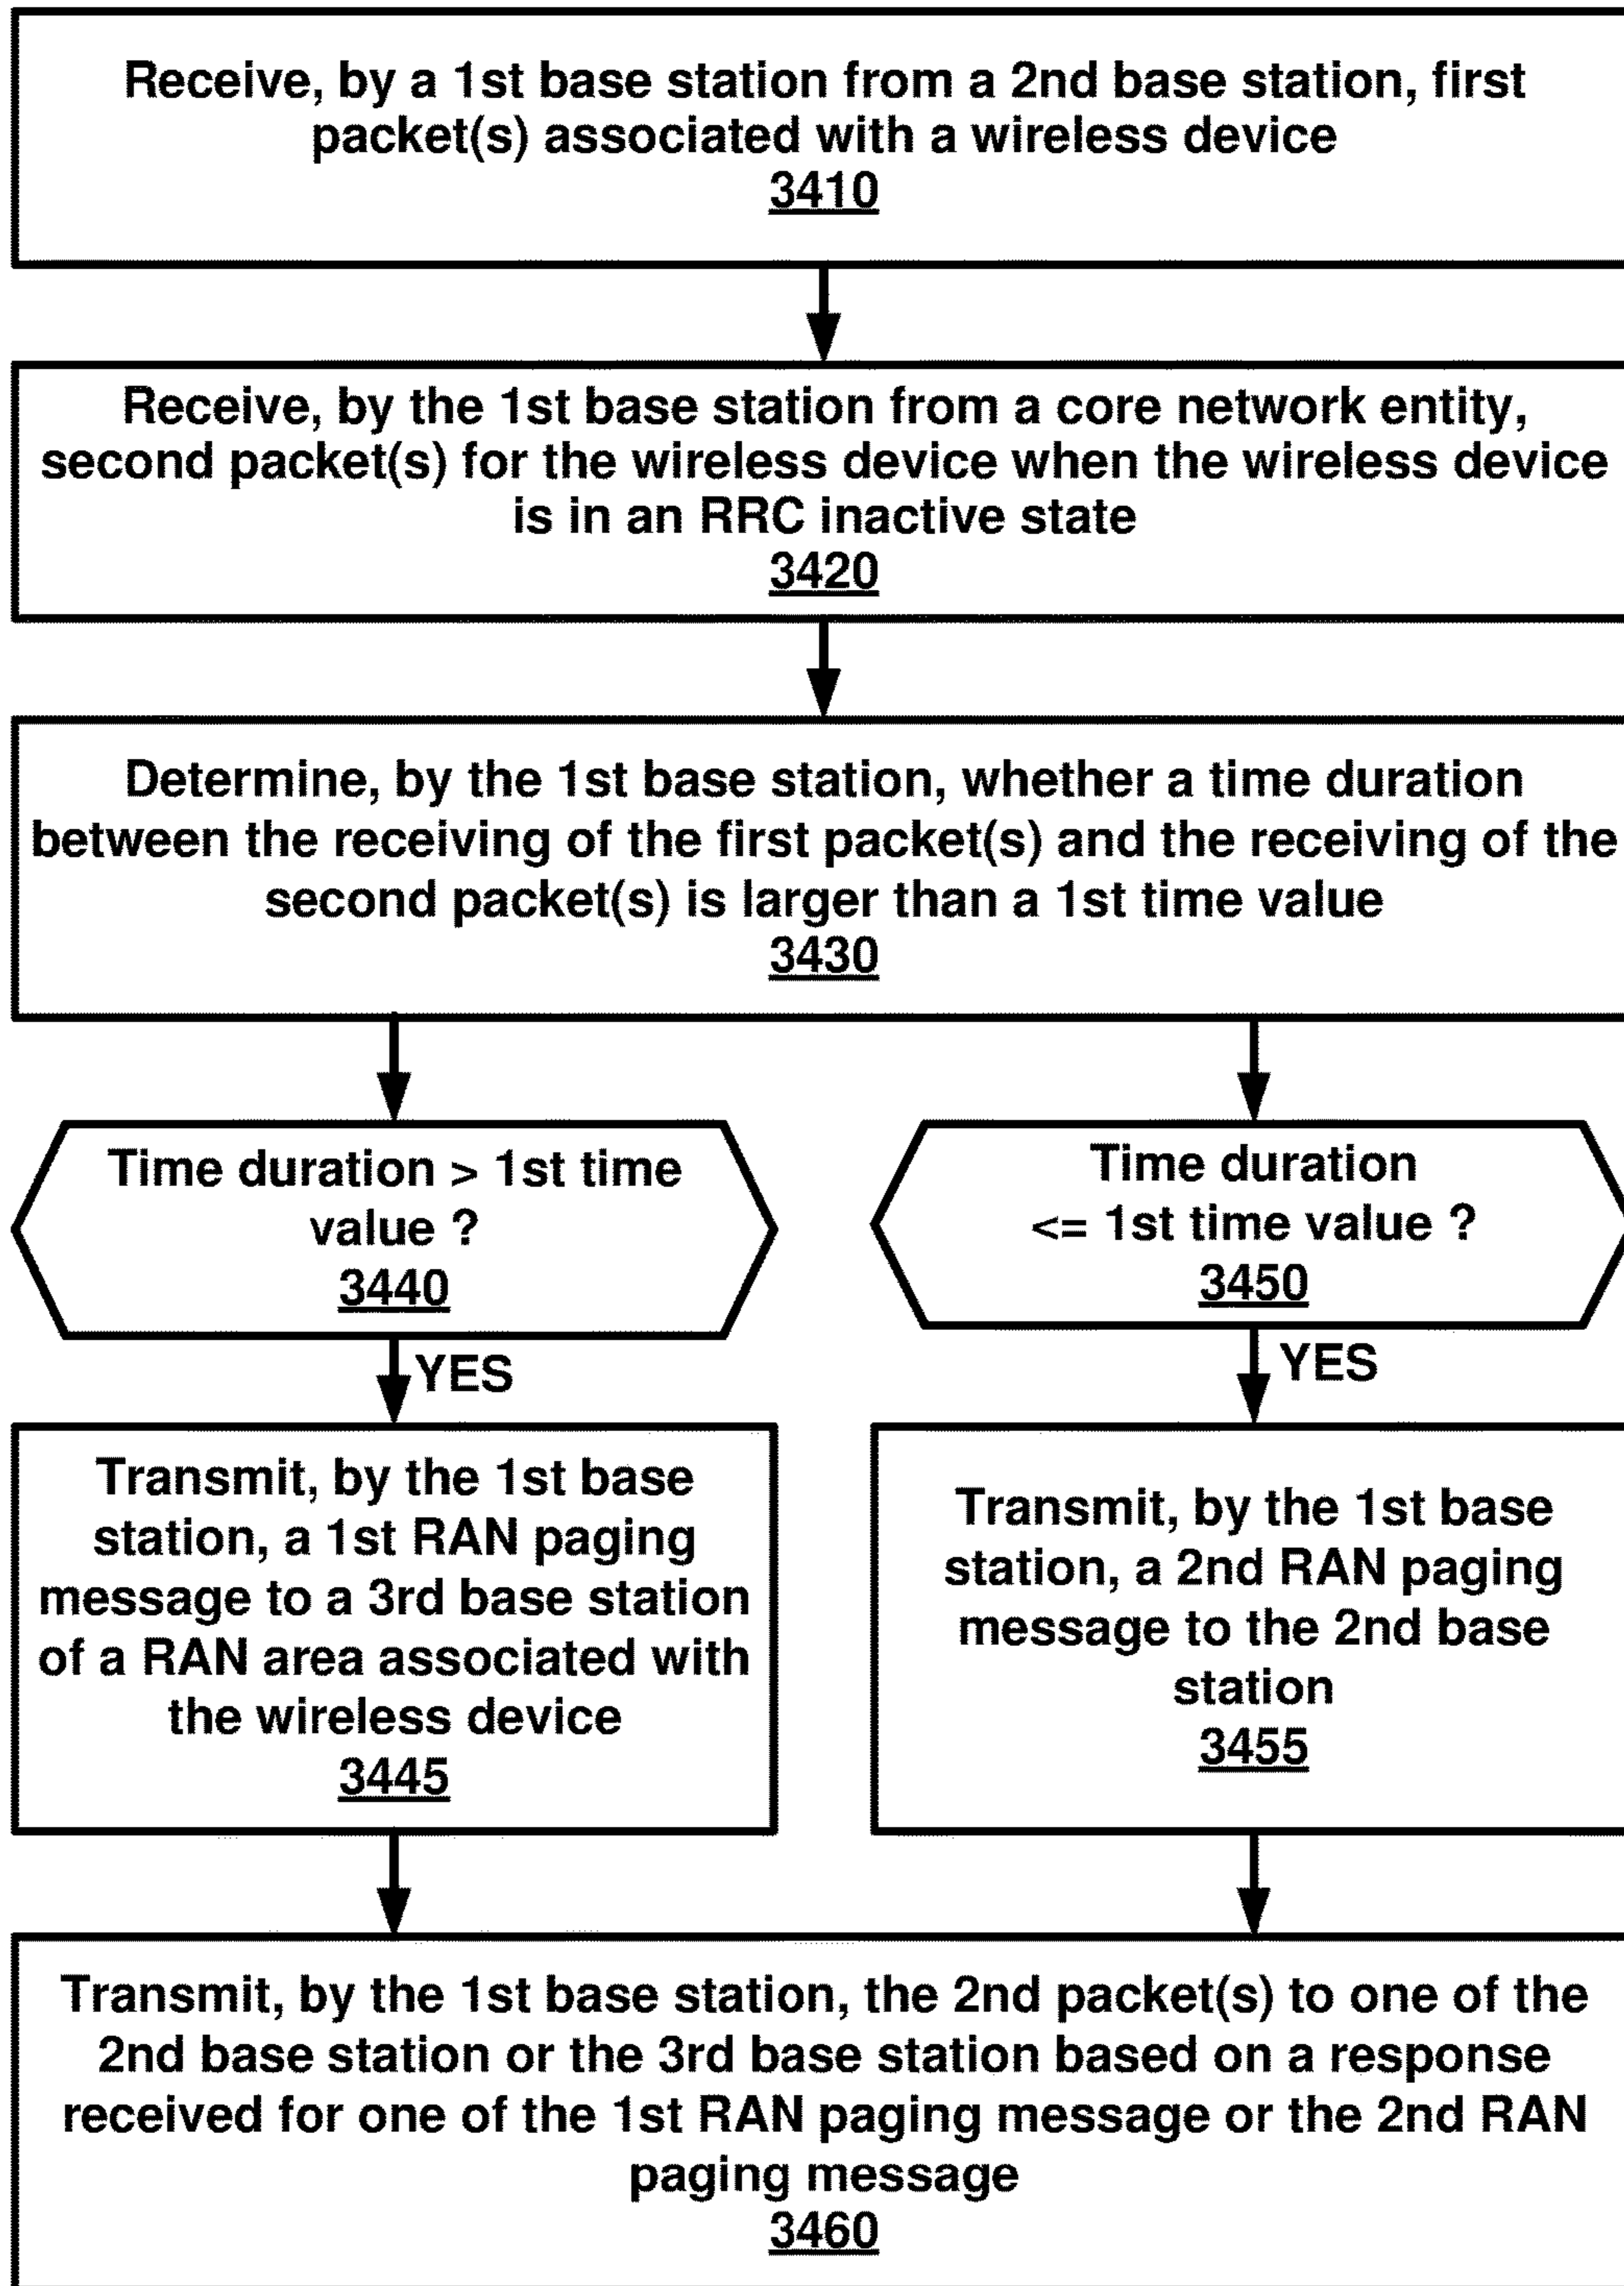 Receive, by a 1st base station from a 2nd base station, first
packet(s) associated with a wireless device
3410
Receive, by the 1st base station from a core network entity,
second packet(s) for the wireless device when the wireless device
is in an RRC inactive state
3420
Determine, by the 1st base station, whether a time duration
between the receiving of the first packet(s) and the receiving of the
second packet(s) is larger than a 1st time value
3430
Time duration > 1st time
value ?
3440
YES
Transmit, by the 1st base
station, a 1st RAN paging
message to a 3rd base station
of a RAN area associated with
the wireless device
3445
Time duration
<= 1st time value ?
3450
YES
Transmit, by the 1st base
station, a 2nd RAN paging
message to the 2nd base
station
3455
Transmit, by the 1st base station, the 2nd packet(s) to one of the
2nd base station or the 3rd base station based on a response
received for one of the 1st RAN paging message or the 2nd RAN
paging message
3460